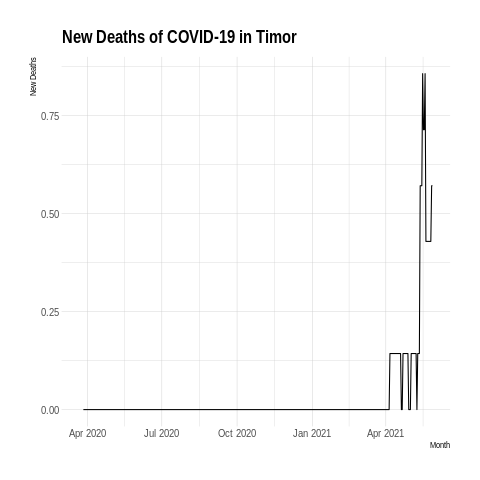 New Deaths of COVID-19 in Timor
New Deaths
0.75
0.50
0.25
0.00
Apr 2020 Jul 2020 Oct 2020 Jan 2021 Apr 2021
Month